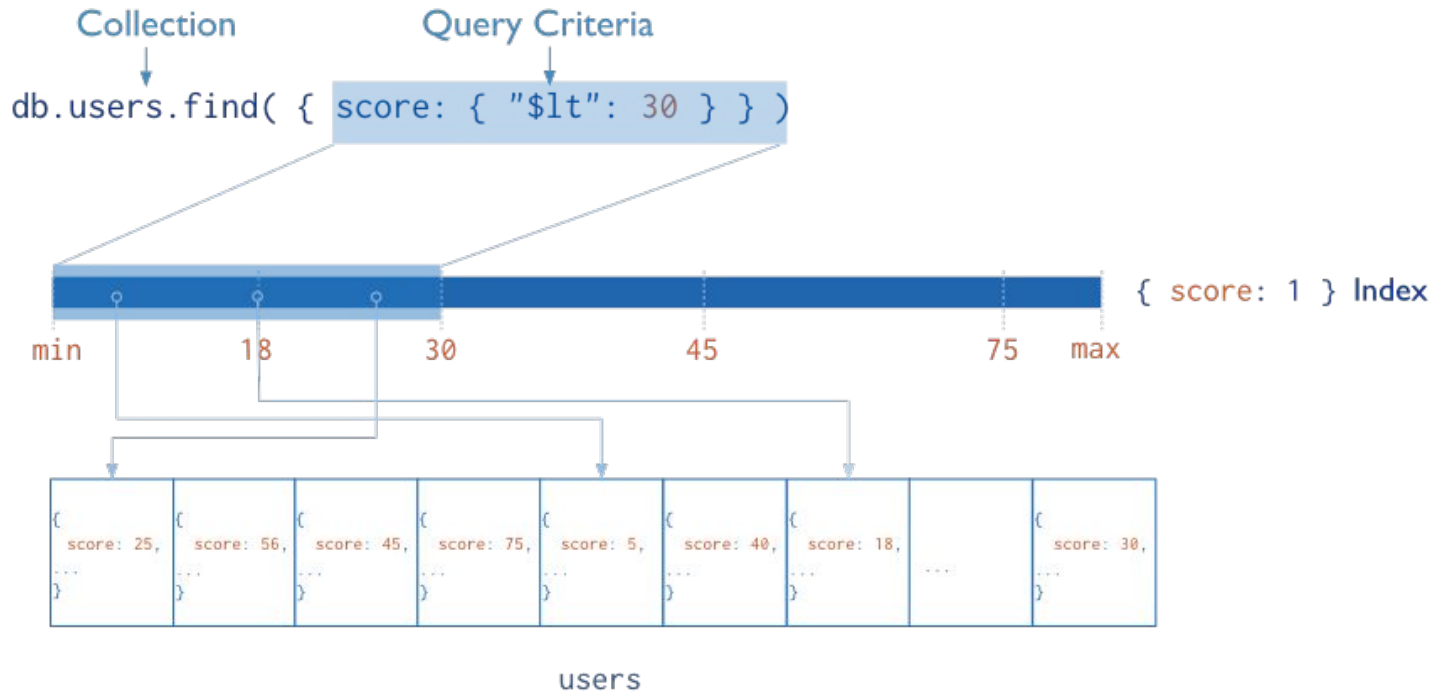 Collection Query Criteria
db.users.find( { score: { "$lt": 30 } } )
{ score: 1 } Index
min 18 30 45 75 max
{ { { { { { { {
score: 25, score: 56, score: 45, score: 75, score: 5, score: 40, score: 18, score: 30,
... ... ... ... ... ... ... ... ...
} } } } } } } }
users